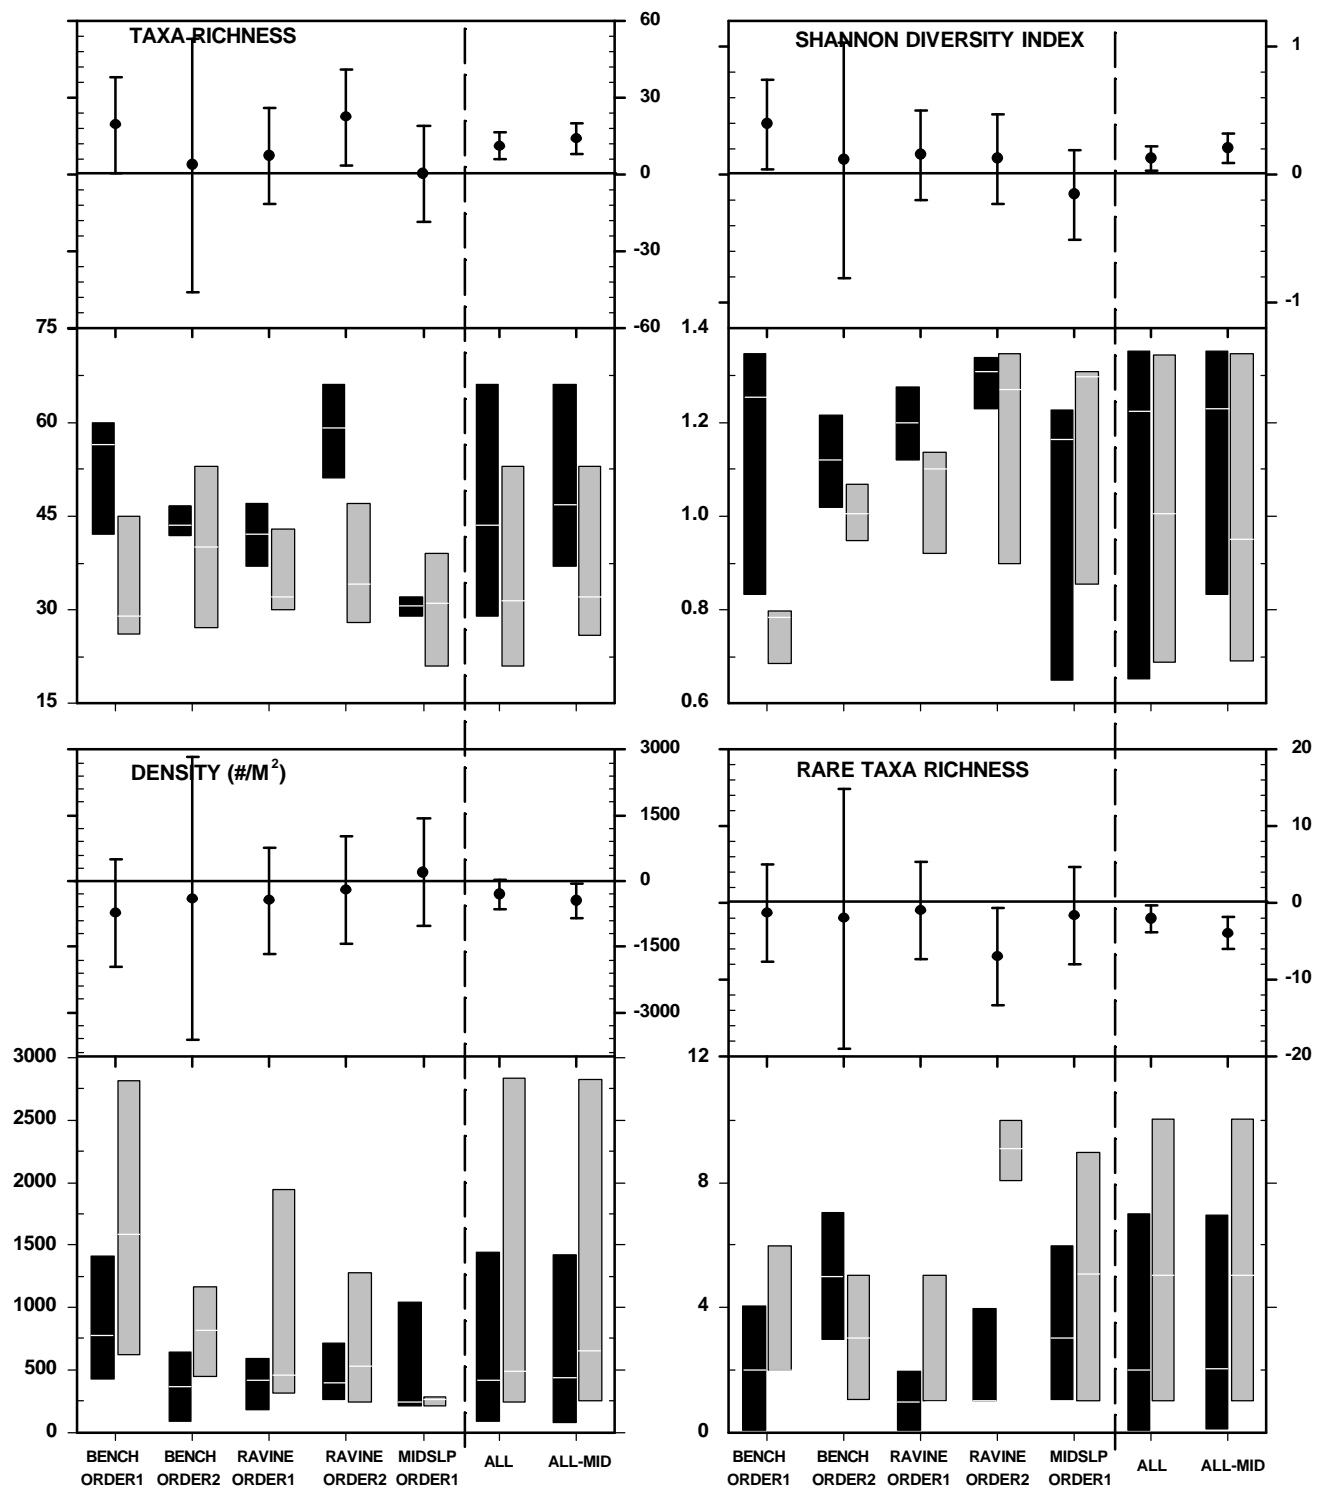 TAXA RICHNESS
60
30
0
-30
-60
75
60
45
30
15
SHANNON DIVERSITY INDEX
1
0
-1
1.4
1.2
1.0
0.8
0.6
DENSITY (#/M²)
3000
1500
0
-1500
-3000
3000
2500
2000
1500
1000
500
0
BENCH ORDER1
BENCH ORDER2
RAVINE ORDER1
RAVINE ORDER2
MIDSLP ORDER1
ALL
ALL-MID
RARE TAXA RICHNESS
20
10
0
-10
-20
12
8
4
0
BENCH ORDER1
BENCH ORDER2
RAVINE ORDER1
RAVINE ORDER2
MIDSLP ORDER1
ALL
ALL-MID